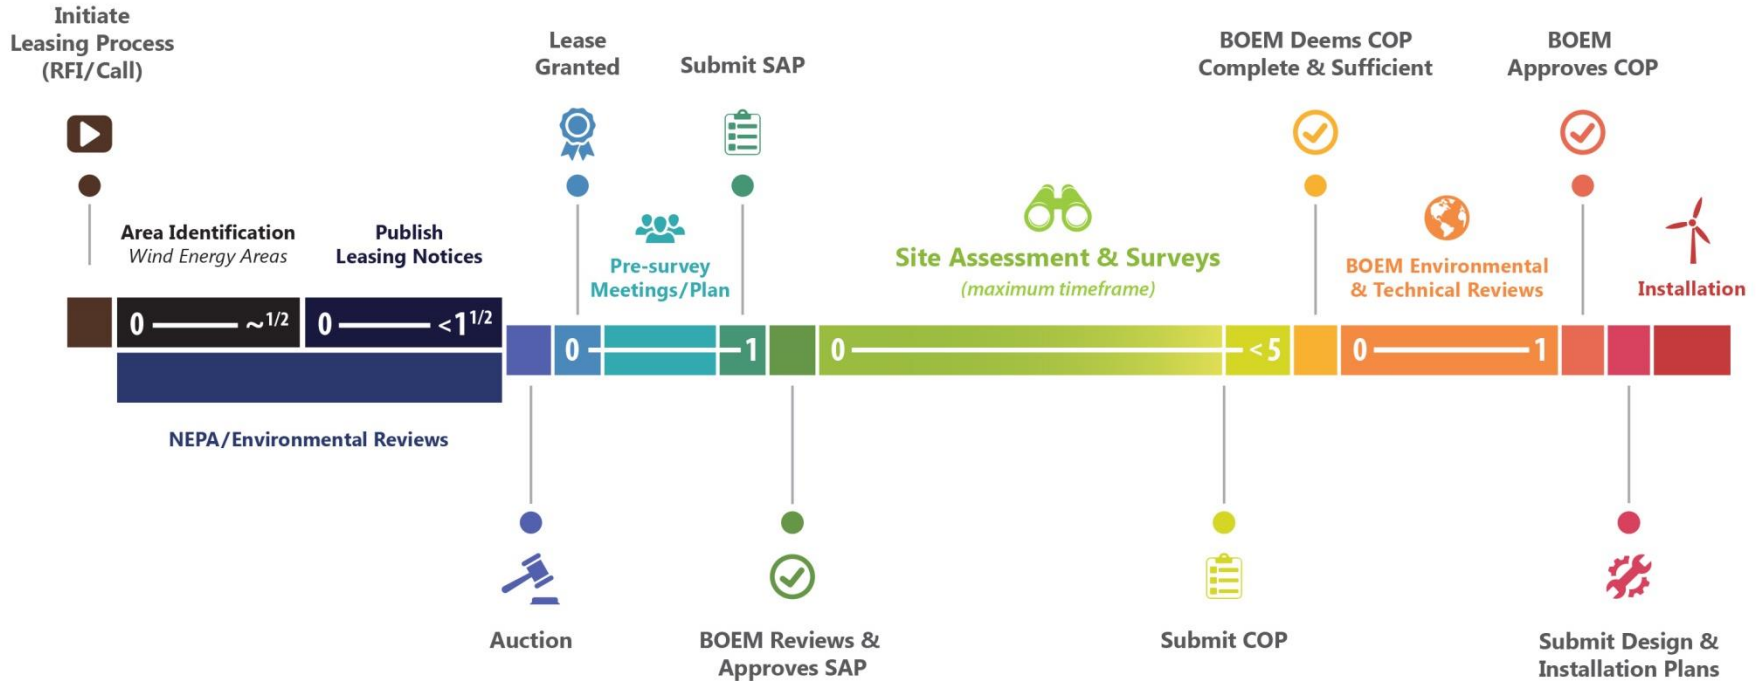 Initiate
Leasing Process
(RFI/Call)
Lease
Granted
Submit SAP
BOEM Deems COP
Complete & Sufficient
BOEM
Approves COP
Area Identification
Wind Energy Areas
Publish
Leasing Notices
Pre-survey
Meetings/Plan
Site Assessment & Surveys
(maximum timeframe)
BOEM Environmental
& Technical Reviews
Installation
0 ~1/2
0 <1 1/2
0 1
0 <5
0 1
NEPA/Environmental Reviews
Auction
BOEM Reviews &
Approves SAP
Submit COP
Submit Design &
Installation Plans